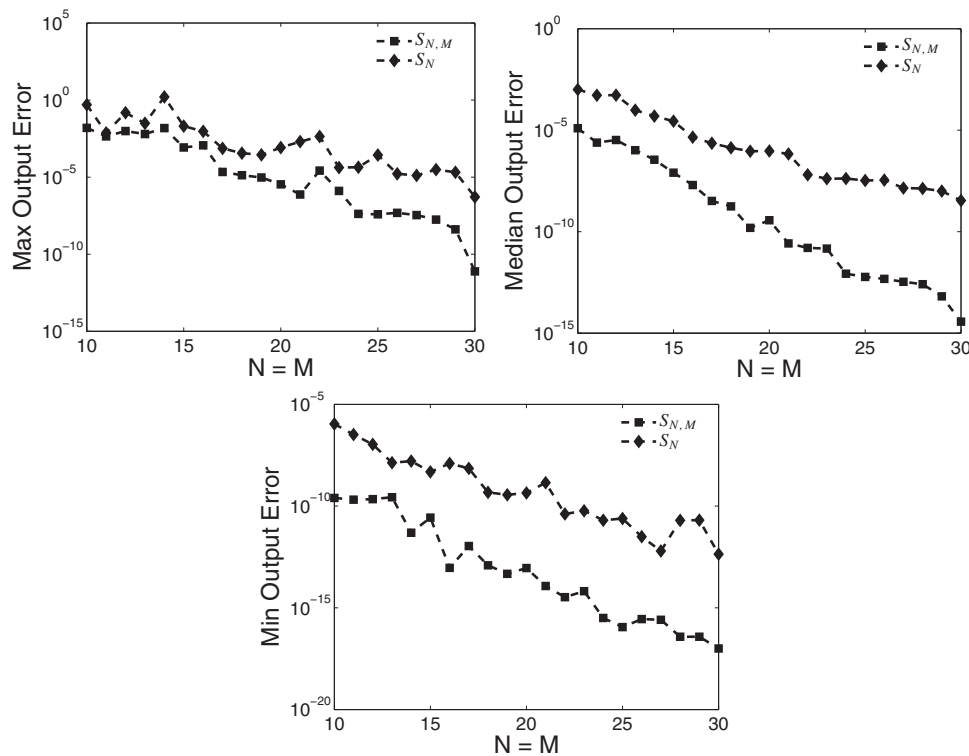 Max Output Error
10^5
10^0
10^−5
10^−10
10^−15
10 15 20 25 30
N = M
S_{N, M}
S_N
Median Output Error
10^0
10^−5
10^−10
10^−15
10 15 20 25 30
N = M
S_{N, M}
S_N
Min Output Error
10^−5
10^−10
10^−15
10^−20
10 15 20 25 30
N = M
S_{N, M}
S_N